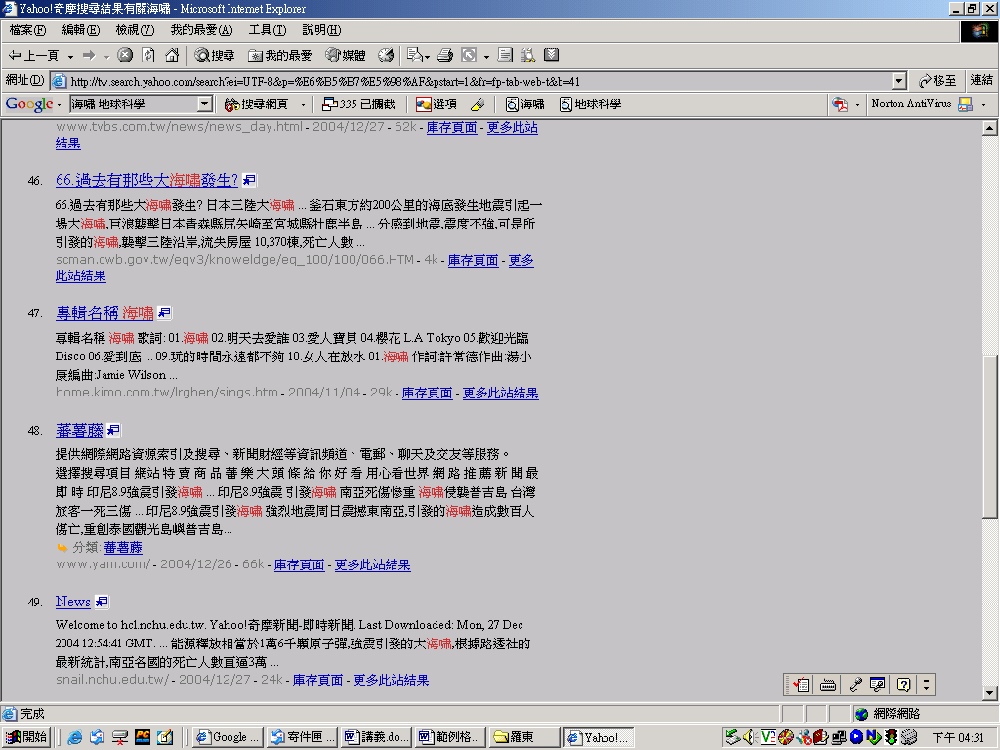 Yahoo!奇摩搜尋結果有關海嘯 - Microsoft Internet Explorer
檔案(F) 編輯(E) 檢視(V) 我的最愛(A) 工具(T) 說明(H)
上一頁 搜尋 我的最愛 媒體
網址(D) http://tw.search.yahoo.com/search?ei=UTF-8&p=%E6%B5%B7%E5%98%AF&pstart=1&fr=fp-tab-web-t&b=41 移至 連結
Google 海嘯 地球科學 搜尋網頁 335 已攔截 選項 海嘯 地球科學 Norton AntiVirus
www.tvbs.com.tw/news/news_day.html - 2004/12/27 - 62k - 庫存頁面 - 更多此站
結果
46. 66.過去有那些大海嘯發生?
66.過去有那些大海嘯發生? 日本三陸大海嘯 ... 釜石東方約200公里的海底發生地震引起一
場大海嘯,巨浪襲擊日本青森縣尻矢崎至宮城縣牡鹿半島 ... 分感到地震,震度不強,可是所
引發的海嘯,襲擊三陸沿岸,流失房屋 10,370棟,死亡人數 ...
scman.cwb.gov.tw/eqv3/knoweldge/eq_100/100/066.HTM - 4k - 庫存頁面 - 更多
此站結果
47. 專輯名稱 海嘯
專輯名稱 海嘯 歌詞: 01.海嘯 02.明天去愛誰 03.愛人寶貝 04.櫻花 L.A Tokyo 05.歡迎光臨
Disco 06.愛到底 ... 09.玩的時間永遠都不夠 10.女人在放水 01.海嘯 作詞:許常德作曲:湯小
康編曲:Jamie Wilson ...
home.kimo.com.tw/lrgben/sings.htm - 2004/11/04 - 29k - 庫存頁面 - 更多此站結果
48. 蕃薯藤
提供網際網路資源索引及搜尋、新聞財經等資訊頻道、電郵、聊天及交友等服務。
選擇搜尋項目 網站 特 賣 商 品 蕃 樂 大 頭 條 給 你 好 看 用心看世界 網 路 推 薦 新 聞 最
即 時 印尼8.9強震引發海嘯 ... 印尼8.9強震 引發海嘯 南亞死傷慘重 海嘯侵襲普吉島 台灣
旅客一死三傷 ... 印尼8.9強震引發海嘯 強烈地震周日震撼東南亞,引發的海嘯造成數百人
傷亡,重創泰國觀光島嶼普吉島...
分類: 蕃薯藤
www.yam.com/ - 2004/12/26 - 66k - 庫存頁面 - 更多此站結果
49. News
Welcome to hcl.nchu.edu.tw. Yahoo!奇摩新聞-即時新聞. Last Downloaded: Mon, 27 Dec
2004 12:54:41 GMT. ... 能源釋放相當於1萬6千顆原子彈,強震引發的大海嘯,根據路透社的
最新統計,南亞各國的死亡人數直逼3萬 ...
snail.nchu.edu.tw/ - 2004/12/27 - 24k - 庫存頁面 - 更多此站結果
完成 網際網路
開始 Google ... 寄件匣 ... 講義.do... 範例格... 羅東 Yahoo!... 下午 04:31